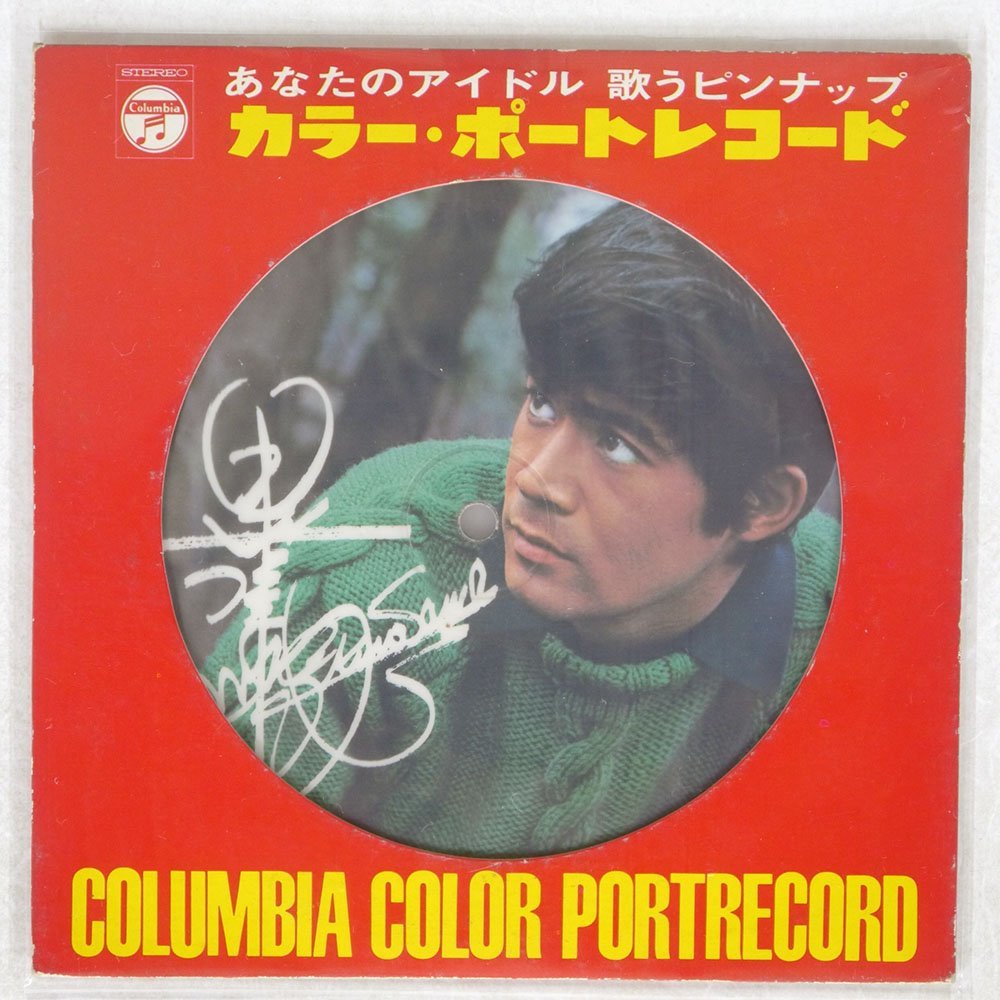 STEREO
Columbia
あなたのアイドル 歌うピンナップ
カラー・ポートレコード
COLUMBIA COLOR PORTRECORD